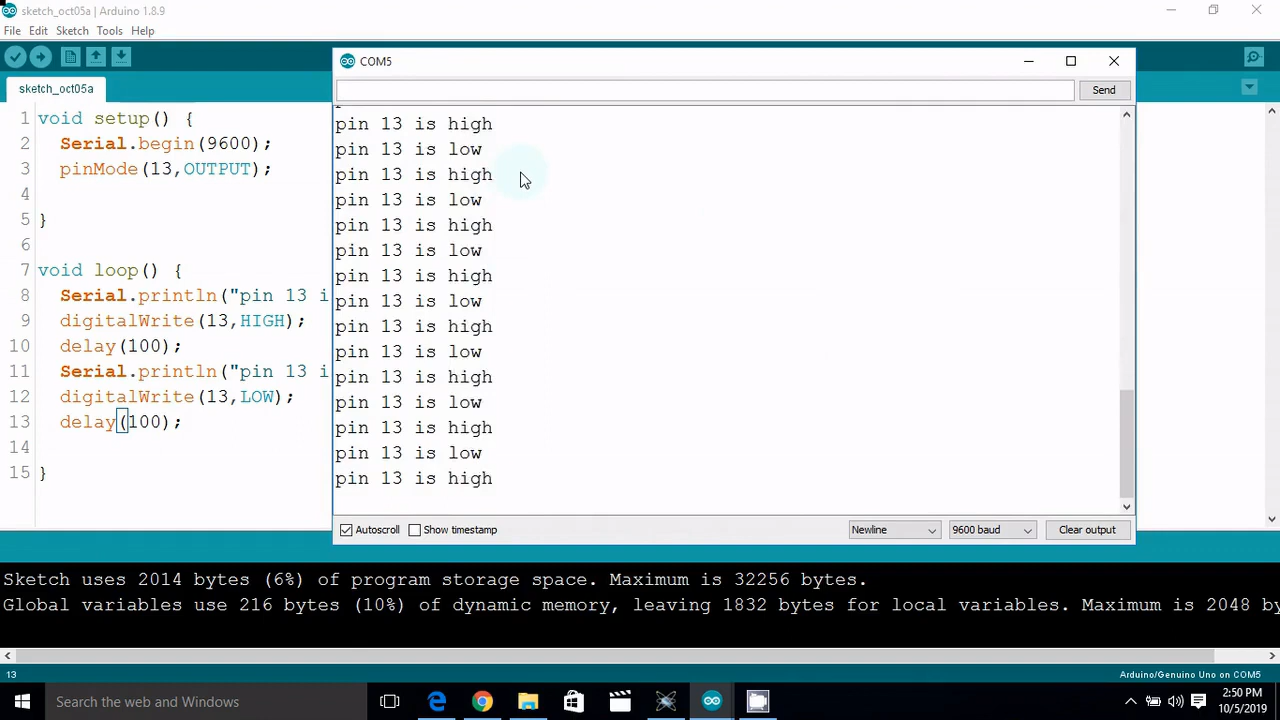 sketch_oct05a | Arduino 1.8.9
File Edit Sketch Tools Help
sketch_oct05a
1 void setup() {
2 Serial.begin(9600);
3 pinMode(13,OUTPUT);
4
5 }
6
7 void loop() {
8 Serial.println("pin 13 i
9 digitalWrite(13,HIGH);
10 delay(100);
11 Serial.println("pin 13 i
12 digitalWrite(13,LOW);
13 delay(100);
14
15 }
COM5
Send
pin 13 is high
pin 13 is low
pin 13 is high
pin 13 is low
pin 13 is high
pin 13 is low
pin 13 is high
pin 13 is low
pin 13 is high
pin 13 is low
pin 13 is high
pin 13 is low
pin 13 is high
pin 13 is low
pin 13 is high
Autoscroll Show timestamp Newline 9600 baud Clear output
Sketch uses 2014 bytes (6%) of program storage space. Maximum is 32256 bytes.
Global variables use 216 bytes (10%) of dynamic memory, leaving 1832 bytes for local variables. Maximum is 2048 by
13 Arduino/Genuino Uno on COM5
Search the web and Windows
2:50 PM
10/5/2019